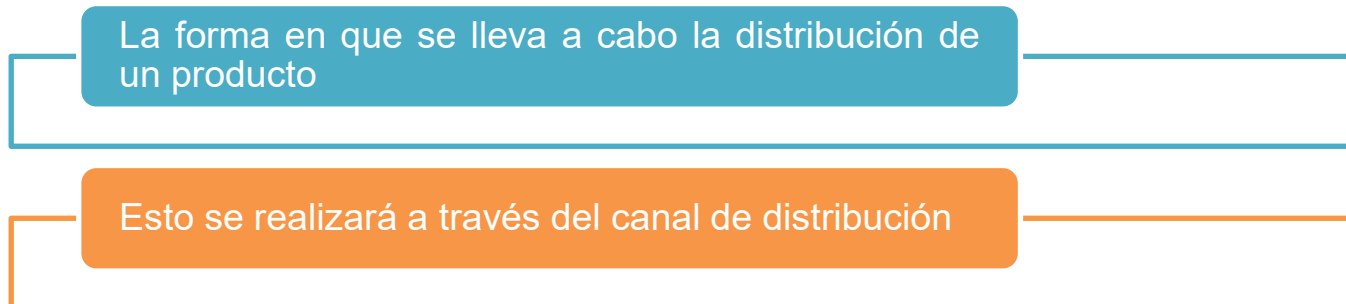 La forma en que se lleva a cabo la distribución de
un producto
Esto se realizará a través del canal de distribución